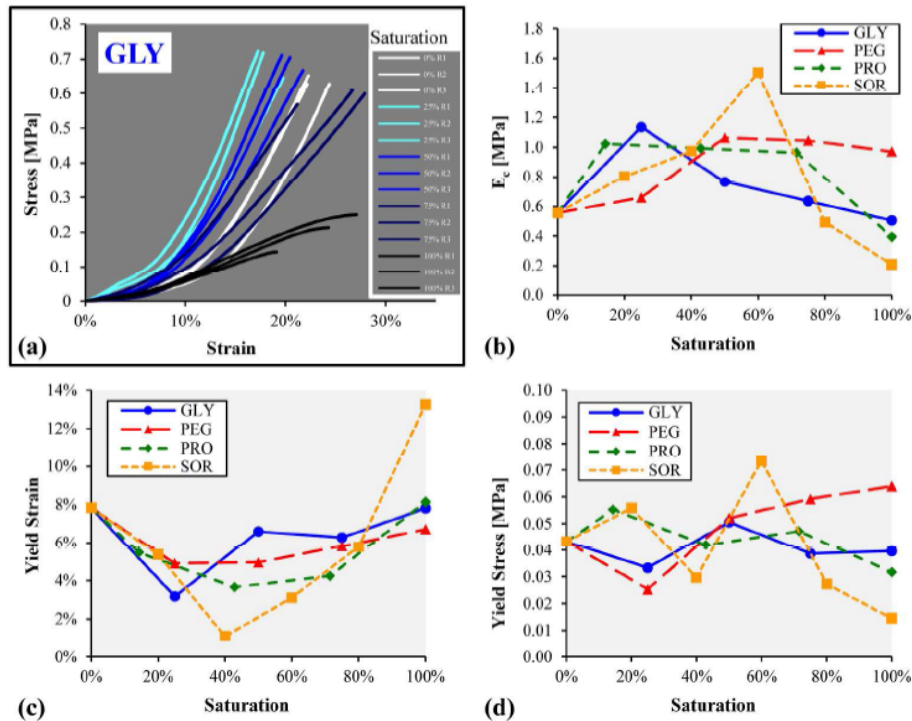 GLY
Saturation
0% R1
0% R2
0% R3
25% R1
25% R2
25% R3
50% R1
50% R2
50% R3
75% R1
75% R2
75% R3
100% R1
100% R2
100% R3
0.8
0.7
0.6
0.5
0.4
0.3
0.2
0.1
0
Stress [MPa]
0%
10%
20%
30%
Strain
(a)
1.8
1.6
1.4
1.2
1.0
0.8
0.6
0.4
0.2
0.0
Ec [MPa]
GLY
PEG
PRO
SOR
0%
20%
40%
60%
80%
100%
Saturation
(b)
14%
12%
10%
8%
6%
4%
2%
0%
Yield Strain
GLY
PEG
PRO
SOR
0%
20%
40%
60%
80%
100%
Saturation
(c)
0.10
0.09
0.08
0.07
0.06
0.05
0.04
0.03
0.02
0.01
0.00
Yield Stress [MPa]
GLY
PEG
PRO
SOR
0%
20%
40%
60%
80%
100%
Saturation
(d)